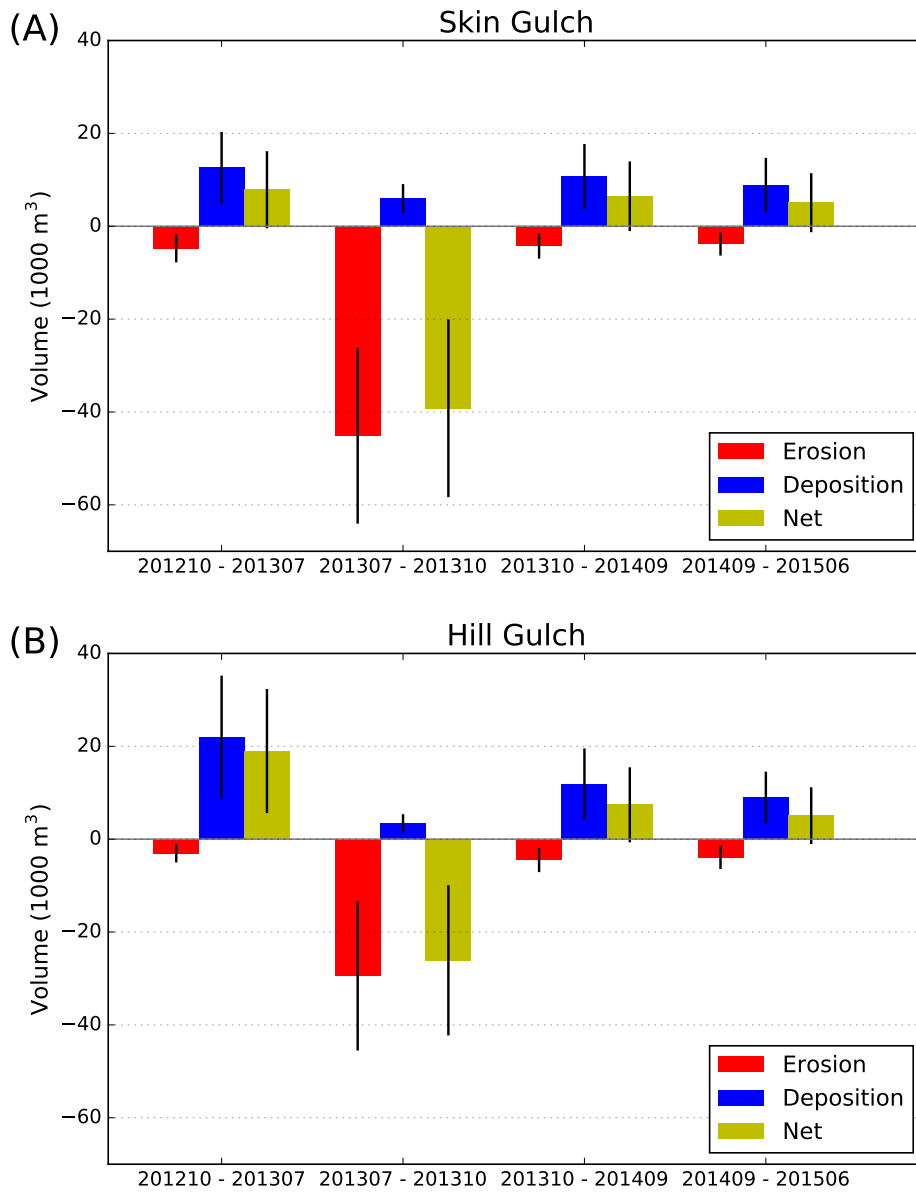 (A)
Skin Gulch
40
20
0
−20
−40
−60
Volume (1000 m³)
Erosion
Deposition
Net
201210 - 201307 201307 - 201310 201310 - 201409 201409 - 201506
(B)
Hill Gulch
40
20
0
−20
−40
−60
Volume (1000 m³)
Erosion
Deposition
Net
201210 - 201307 201307 - 201310 201310 - 201409 201409 - 201506